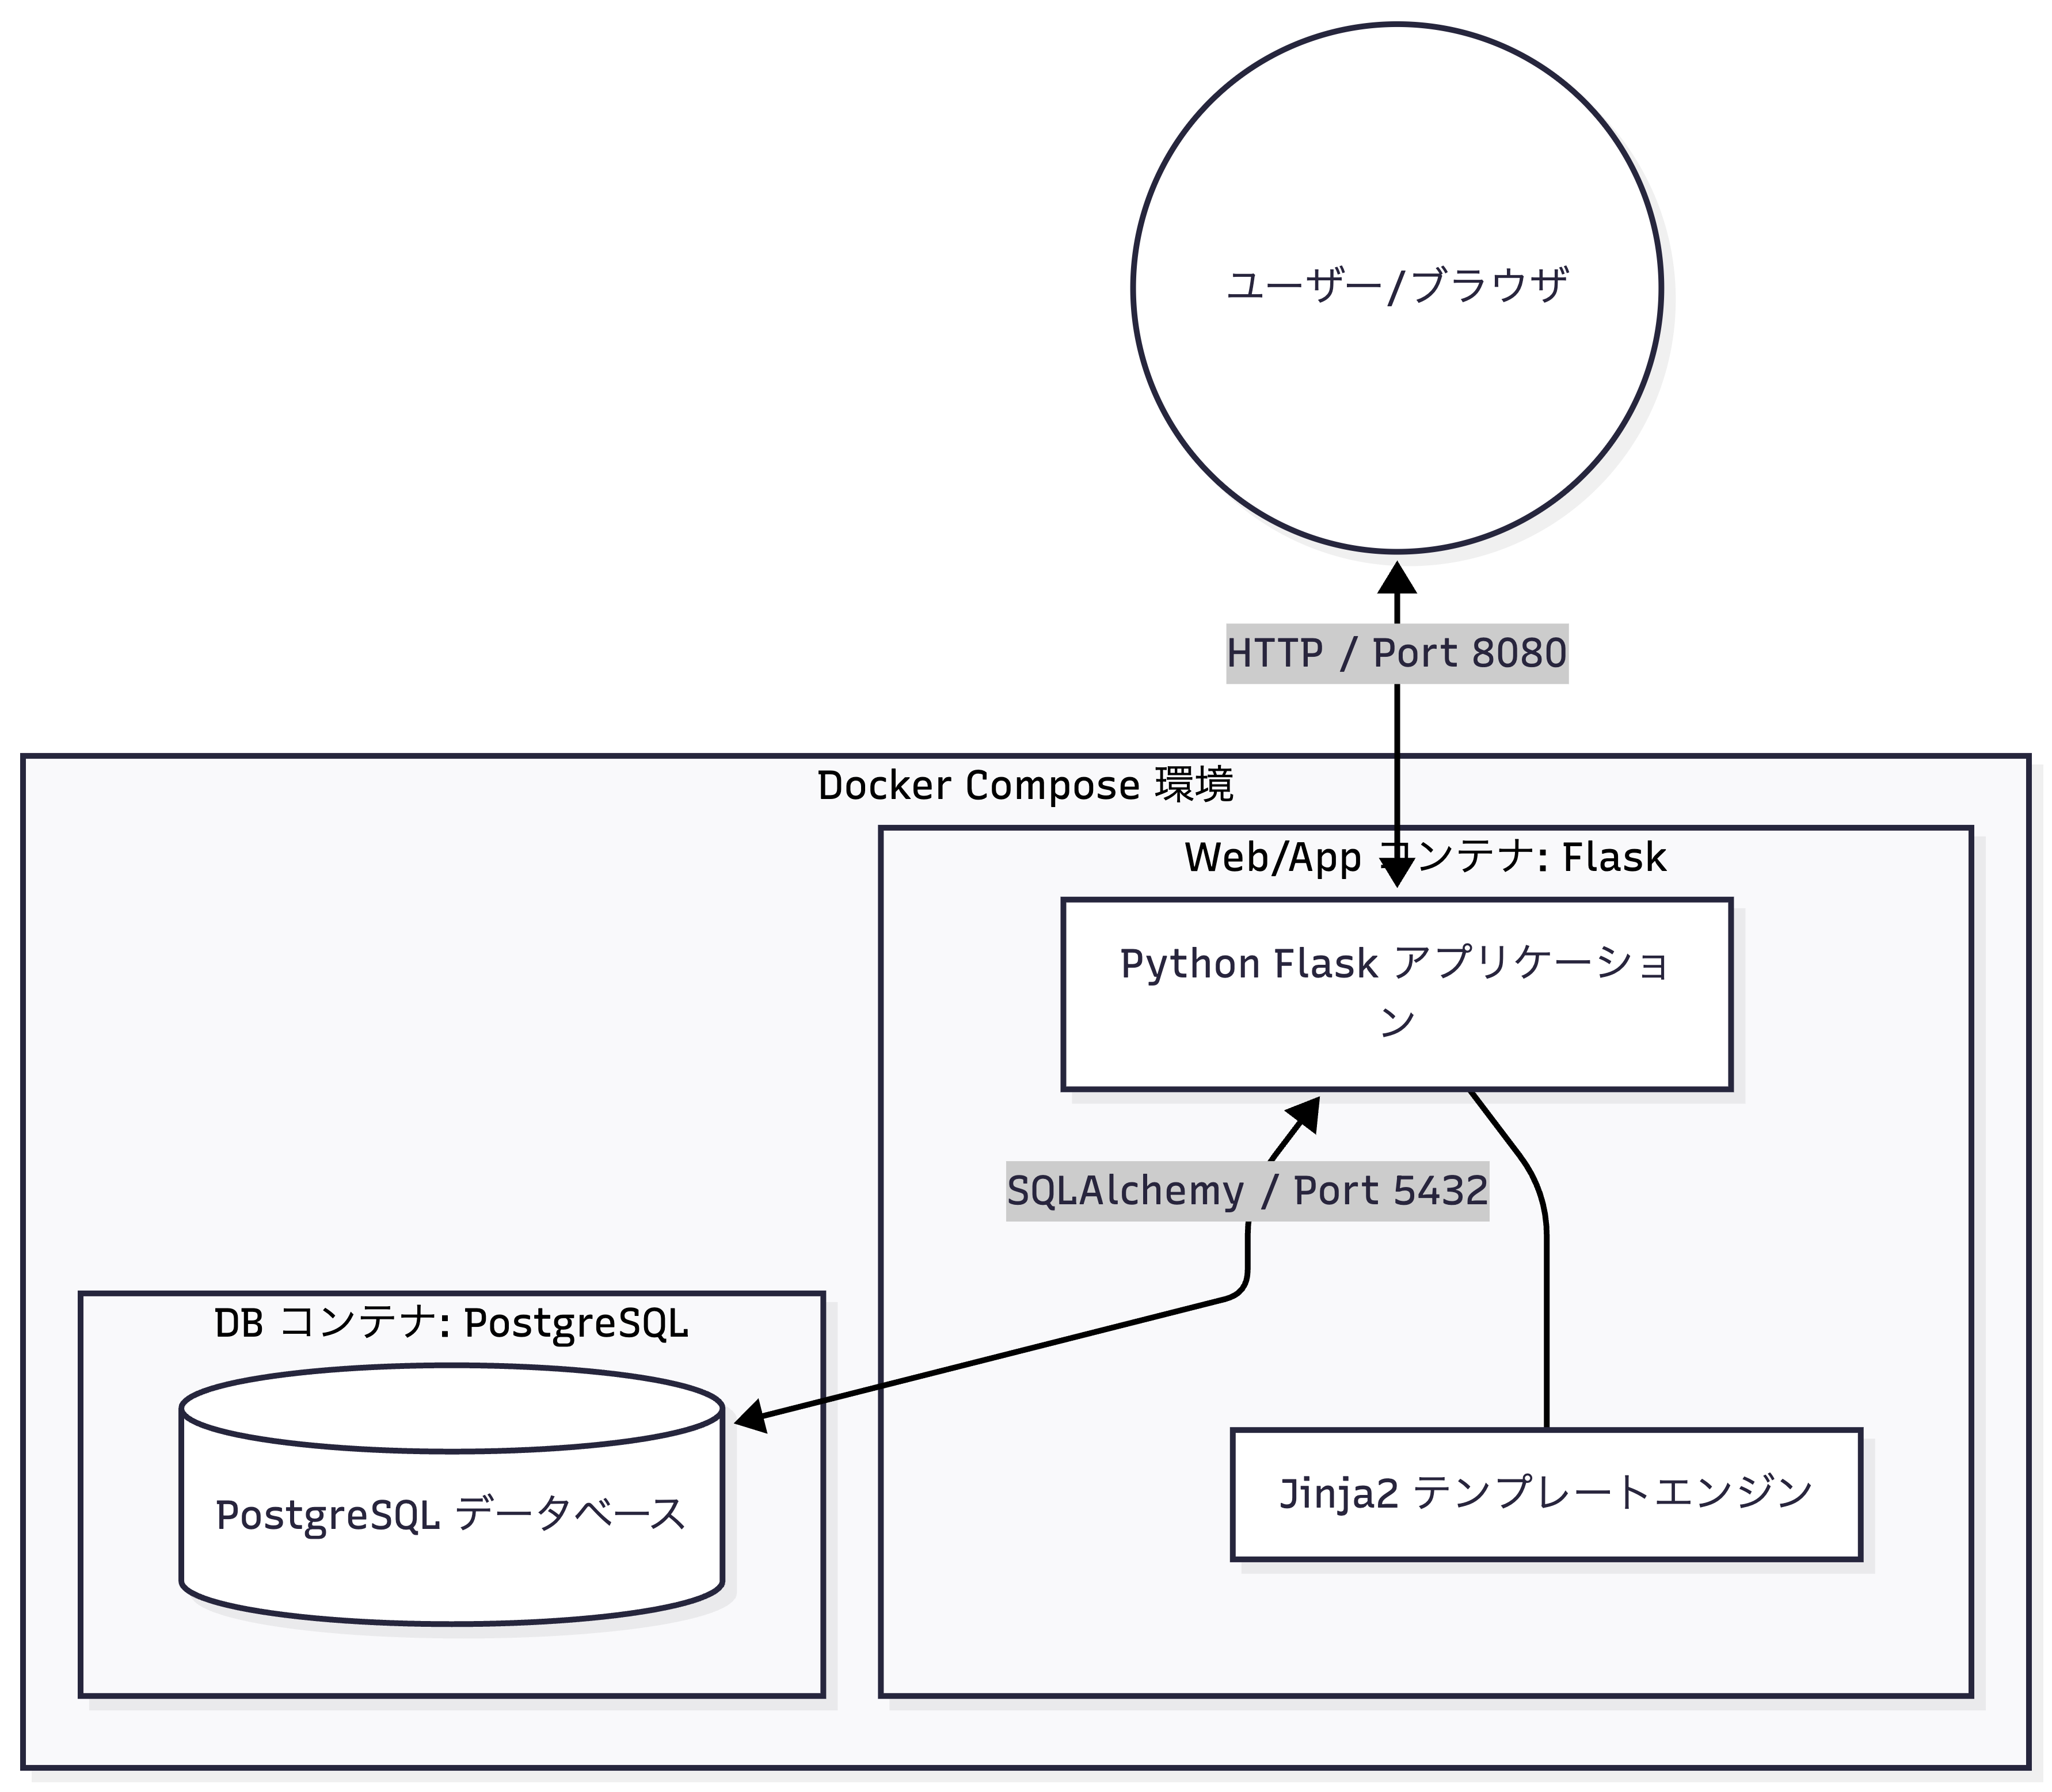 ユーザー/ブラウザ
HTTP / Port 8080
Docker Compose 環境
Web/App コンテナ: Flask
Python Flask アプリケーショ
ン
SQLAlchemy / Port 5432
DB コンテナ: PostgreSQL
PostgreSQL データベース
Jinja2 テンプレートエンジン